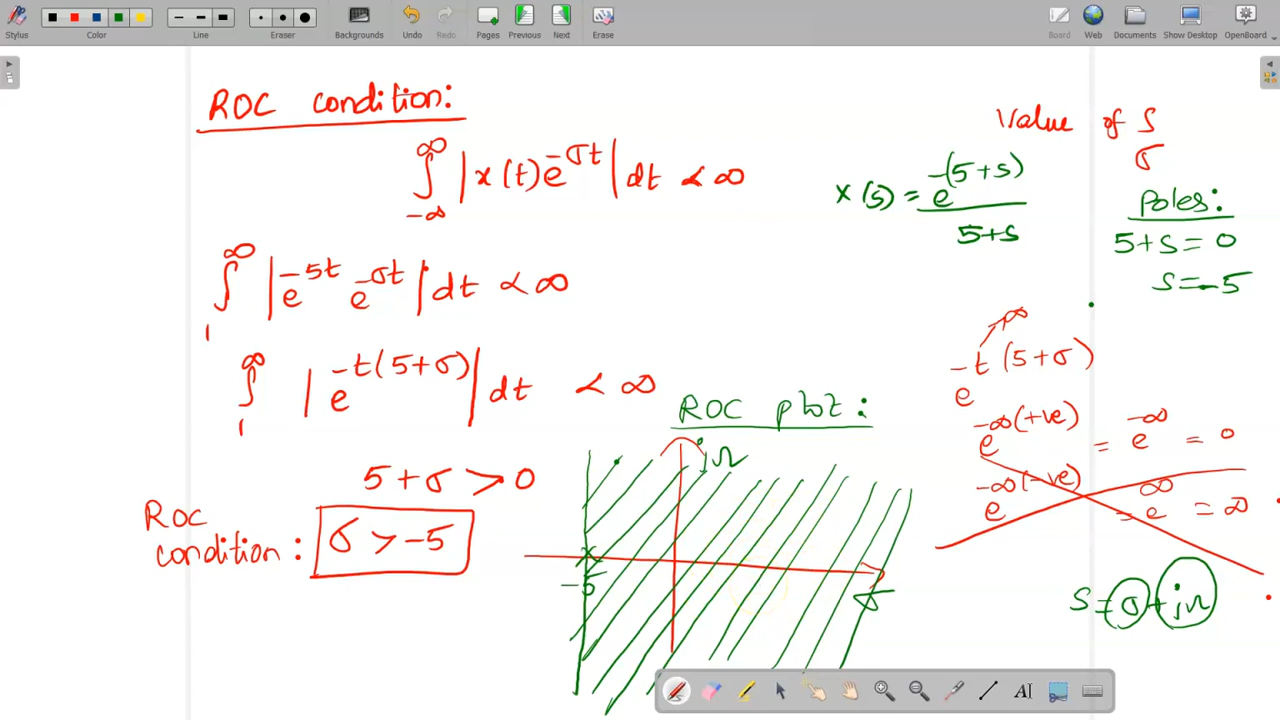 Stylus
Color
Line
Eraser
Backgrounds
Undo
Redo
Pages
Previous
Next
Erase
Board
Web
Documents
Show Desktop
OpenBoard
ROC condition:
∫_{-∞}^{∞} |x(t)e^{-σt}| dt < ∞
∫_{1}^{∞} |e^{-5t} e^{-σt}| dt < ∞
∫_{1}^{∞} |e^{-t(5+σ)}| dt < ∞
5+σ > 0
ROC condition: σ > -5
Value of S
σ
X(s) = e^{-(5+s)} / 5+s
Poles:
5+s = 0
s = -5
ROC plot:
jΩ
-5
σ
→∞
e^{-t(5+σ)}
e^{-∞(+ve)} = e^{-∞} = 0
e^{-∞(-ve)} = e^{∞} = ∞
S = σ + jΩ